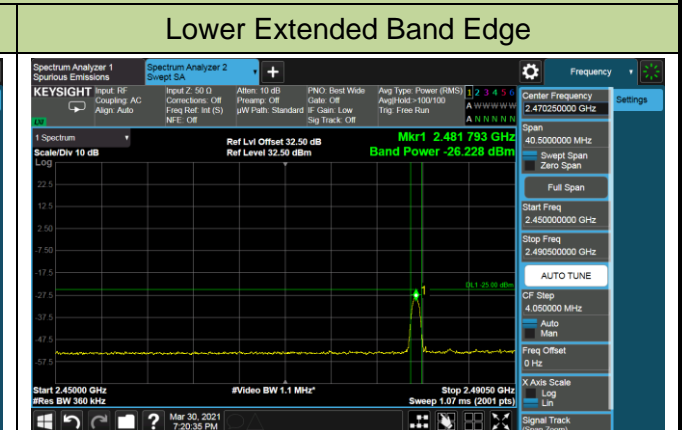 Lower Extended Band Edge
Spectrum Analyzer 1
Spurious Emissions
Spectrum Analyzer 2
Swept SA
Frequency
KEYSIGHT
Input: RF
Coupling: AC
Align: Auto
Input Z: 50 Ω
Corrections: Off
Freq Ref: Int (S)
NFE: Off
Atten: 10 dB
Preamp: Off
µW Path: Standard
PNO: Best Wide
Gate: Off
IF Gain: Low
Sig Track: Off
Avg Type: Power (RMS)
Avg|Hold:>100/100
Trig: Free Run
1 2 3 4 5 6
A W W W W W
A N N N N N
Center Frequency
2.470250000 GHz
Settings
Span
40.5000000 MHz
Swept Span
Zero Span
Full Span
Start Freq
2.450000000 GHz
Stop Freq
2.490500000 GHz
AUTO TUNE
CF Step
4.050000 MHz
Auto
Man
Freq Offset
0 Hz
X Axis Scale
Log
Lin
Signal Track
(Span Zoom)
1 Spectrum
Scale/Div 10 dB
Log
Ref Lvl Offset 32.50 dB
Ref Level 32.50 dBm
Mkr1 2.481 793 GHz
Band Power -26.228 dBm
22.5
12.5
2.50
-7.50
-17.5
-27.5
-37.5
-47.5
-57.5
DL1 -25.00 dBm
1
Start 2.45000 GHz
#Res BW 360 kHz
#Video BW 1.1 MHz*
Stop 2.49050 GHz
Sweep 1.07 ms (2001 pts)
?
Mar 30, 2021
7:20:35 PM